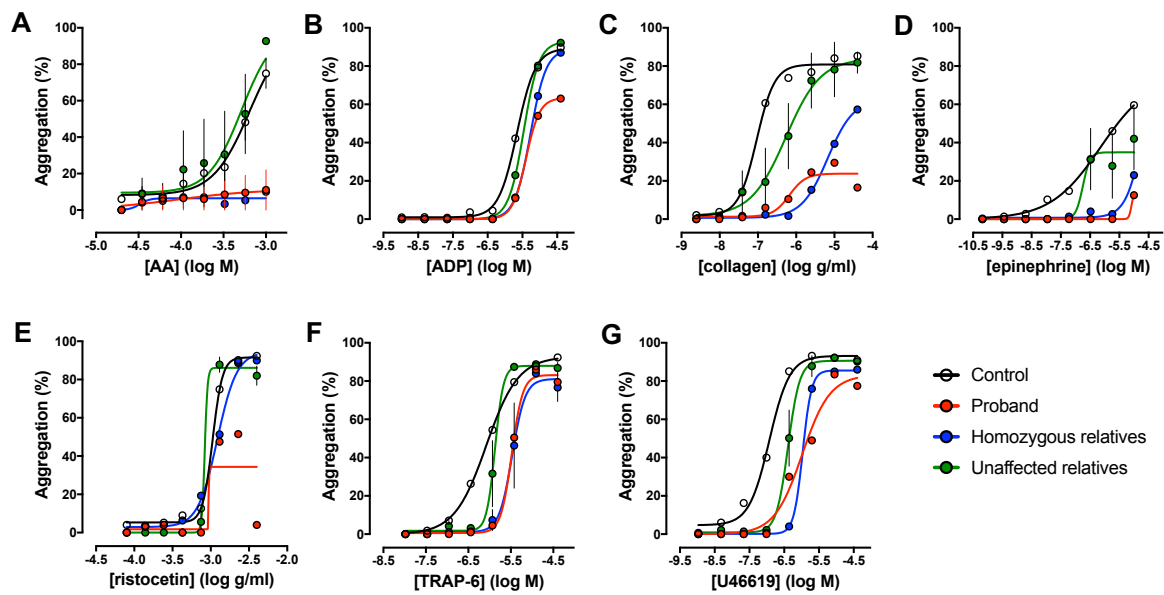 A
B
C
D
Aggregation (%)
100
80
60
40
20
0
-5.0 -4.5 -4.0 -3.5 -3.0
[AA] (log M)
Aggregation (%)
100
80
60
40
20
0
-9.5 -8.5 -7.5 -6.5 -5.5 -4.5
[ADP] (log M)
Aggregation (%)
100
80
60
40
20
0
-9 -8 -7 -6 -5 -4
[collagen] (log g/ml)
Aggregation (%)
100
80
60
40
20
0
-10.5 -9.5 -8.5 -7.5 -6.5 -5.5 -4.5
[epinephrine] (log M)
E
F
G
Aggregation (%)
100
80
60
40
20
0
-4.5 -4.0 -3.5 -3.0 -2.5 -2.0
[ristocetin] (log g/ml)
Aggregation (%)
100
80
60
40
20
0
-8.5 -7.5 -6.5 -5.5 -4.5
[TRAP-6] (log M)
Aggregation (%)
100
80
60
40
20
0
-9.5 -8.5 -7.5 -6.5 -5.5 -4.5
[U46619] (log M)
Control
Proband
Homozygous relatives
Unaffected relatives